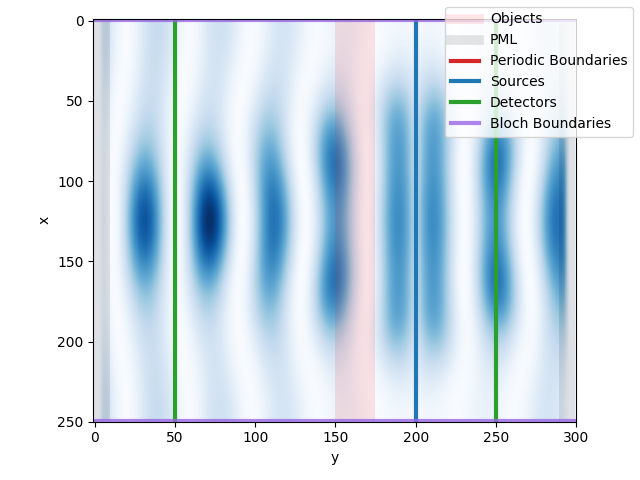 Objects
PML
Periodic Boundaries
Sources
Detectors
Bloch Boundaries
0
50
100
150
200
250
x
0 50 100 150 200 250 300
y